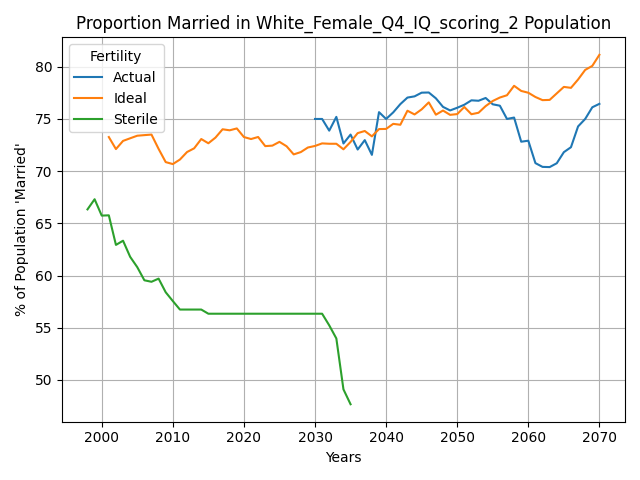 Proportion Married in White_Female_Q4_IQ_scoring_2 Population
Fertility
Actual
Ideal
Sterile
% of Population 'Married'
80
75
70
65
60
55
50
2000
2010
2020
2030
2040
2050
2060
2070
Years